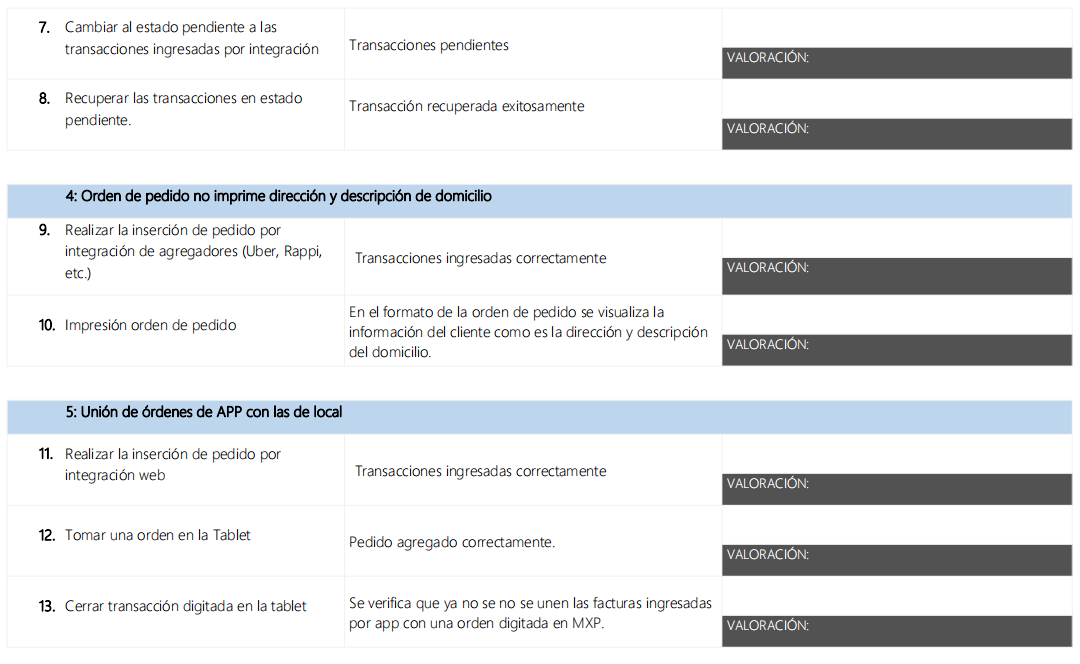 7. Cambiar al estado pendiente a las
transacciones ingresadas por integración
Transacciones pendientes
VALORACIÓN:
8. Recuperar las transacciones en estado
pendiente.
Transacción recuperada exitosamente
VALORACIÓN:
4: Orden de pedido no imprime dirección y descripción de domicilio
9. Realizar la inserción de pedido por
integración de agregadores (Uber, Rappi,
etc.)
Transacciones ingresadas correctamente
VALORACIÓN:
10. Impresión orden de pedido
En el formato de la orden de pedido se visualiza la
información del cliente como es la dirección y descripción
del domicilio.
VALORACIÓN:
5: Unión de órdenes de APP con las de local
11. Realizar la inserción de pedido por
integración web
Transacciones ingresadas correctamente
VALORACIÓN:
12. Tomar una orden en la Tablet
Pedido agregado correctamente.
VALORACIÓN:
13. Cerrar transacción digitada en la tablet
Se verifica que ya no se no se unen las facturas ingresadas
por app con una orden digitada en MXP.
VALORACIÓN: